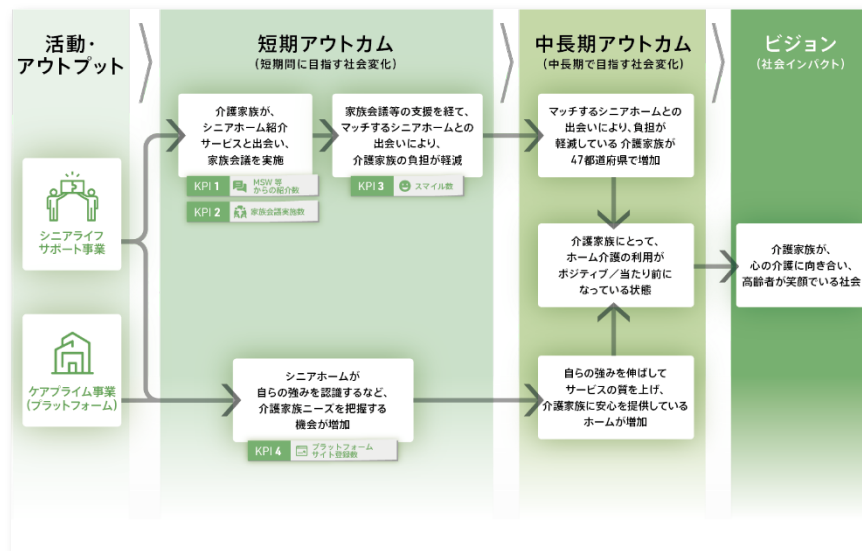 活動・
アウトプット
短期アウトカム
(短期間に目指す社会変化)
中長期アウトカム
(中長期で目指す社会変化)
ビジョン
(社会インパクト)
シニアライフ
サポート事業
ケアプライム事業
(プラットフォーム)
介護家族が、
シニアホーム紹介
サービスと出会い、
家族会議を実施
KPI 1
MSW 等
からの紹介数
KPI 2
家族会議実施数
家族会議等の支援を経て、
マッチするシニアホームとの
出会いにより、
介護家族の負担が軽減
KPI 3
スマイル数
シニアホームが
自らの強みを認識するなど、
介護家族ニーズを把握する
機会が増加
KPI 4
プラットフォーム
サイト登録数
マッチするシニアホームとの
出会いにより、負担が
軽減している 介護家族が
47都道府県で増加
介護家族にとって、
ホーム介護の利用が
ポジティブ／当たり前に
なっている状態
自らの強みを伸ばして
サービスの質を上げ、
介護家族に安心を提供している
ホームが増加
介護家族が、
心の介護に向き合い、
高齢者が笑顔でいる社会